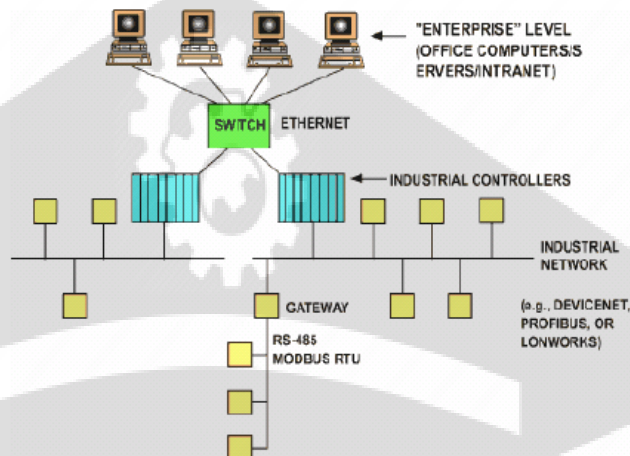 "ENTERPRISE" LEVEL
(OFFICE COMPUTERS/S
ERVERS/INTRANET)
SWITCH
ETHERNET
INDUSTRIAL CONTROLLERS
INDUSTRIAL
NETWORK
GATEWAY
(e.g., DEVICENET,
PROFIBUS, OR
LONWORKS)
RS-485
MODBUS RTU